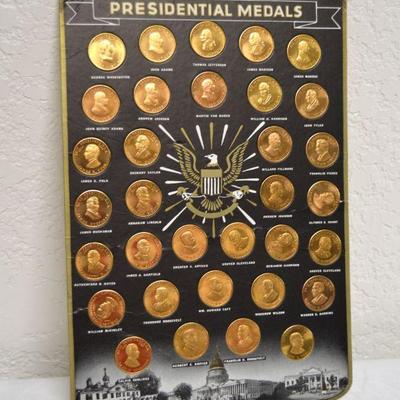 PRESIDENTIAL MEDALS
GEORGE WASHINGTON
JOHN ADAMS
THOMAS JEFFERSON
JAMES MADISON
JAMES MONROE
JOHN QUINCY ADAMS
ANDREW JACKSON
MARTIN VAN BUREN
WILLIAM H. HARRISON
JOHN TYLER
JAMES K. POLK
ZACHARY TAYLOR
MILLARD FILLMORE
FRANKLIN PIERCE
JAMES BUCHANAN
ABRAHAM LINCOLN
ANDREW JOHNSON
ULYSSES S. GRANT
RUTHERFORD B. HAYES
JAMES A. GARFIELD
CHESTER A. ARTHUR
GROVER CLEVELAND
BENJAMIN HARRISON
GROVER CLEVELAND
WILLIAM McKINLEY
THEODORE ROOSEVELT
WM. HOWARD TAFT
WOODROW WILSON
WARREN G. HARDING
CALVIN COOLIDGE
HERBERT C. HOOVER
FRANKLIN D. ROOSEVELT